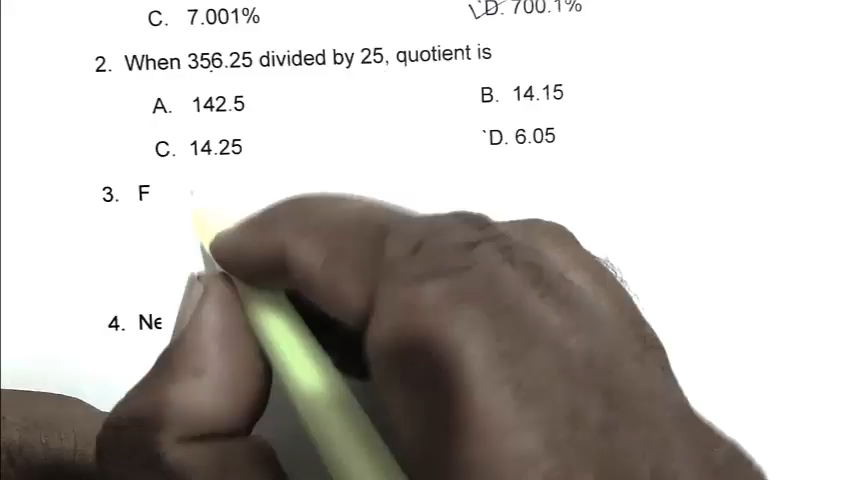 C. 7.001% D. 700.1%
2. When 356.25 divided by 25, quotient is
A. 142.5 B. 14.15
C. 14.25 D. 6.05
3. F
4. Ne